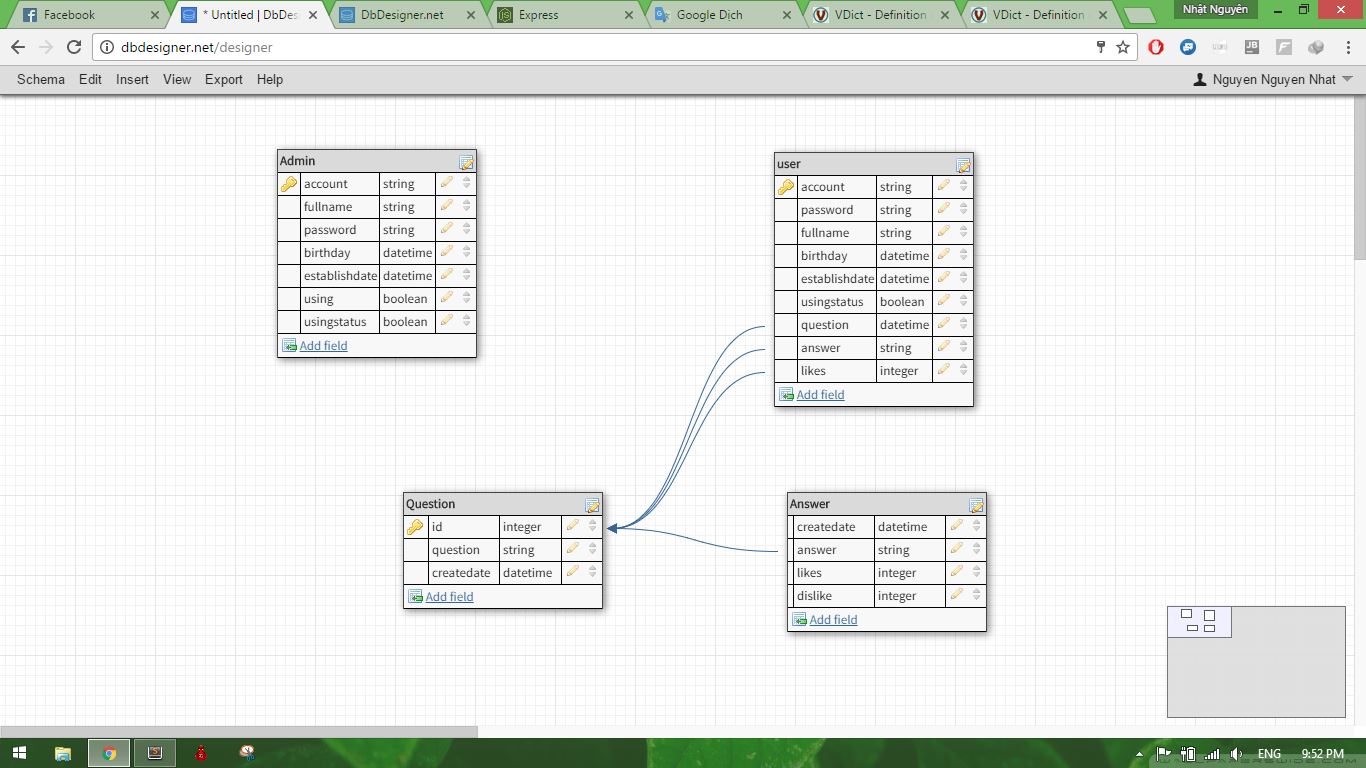 Facebook
* Untitled | DbDes
DbDesigner.net
Express
Google Dịch
VDict - Definition
VDict - Definition
Nhật Nguyên
dbdesigner.net/designer
Schema Edit Insert View Export Help
Nguyen Nguyen Nhat
Admin
account string
fullname string
password string
birthday datetime
establishdate datetime
using boolean
usingstatus boolean
Add field
user
account string
password string
fullname string
birthday datetime
establishdate datetime
usingstatus boolean
question datetime
answer string
likes integer
Add field
Question
id integer
question string
createdate datetime
Add field
Answer
createdate datetime
answer string
likes integer
dislike integer
Add field
ENG 9:52 PM